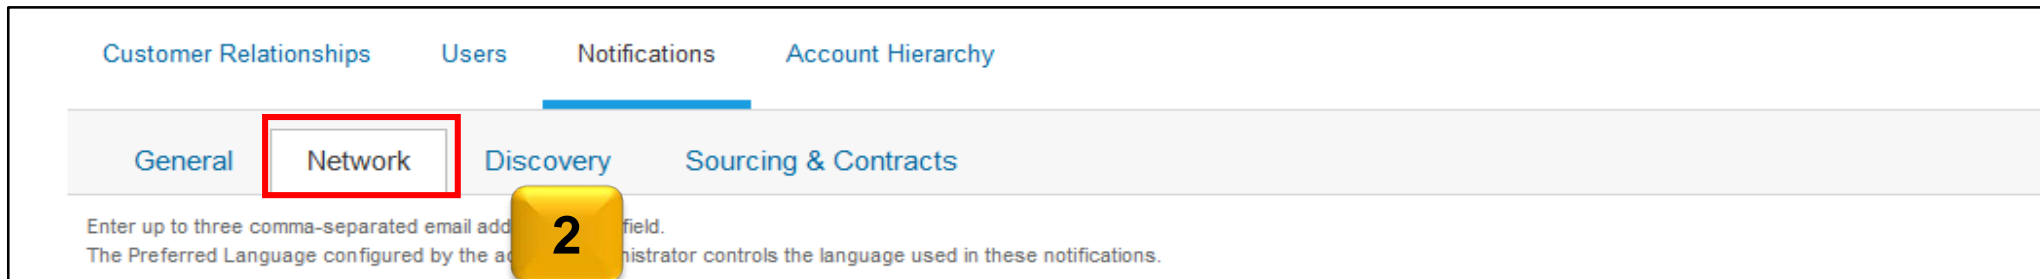 Customer Relationships Users Notifications Account Hierarchy
General Network Discovery Sourcing & Contracts
Enter up to three comma-separated email add field.
2
The Preferred Language configured by the a nistrator controls the language used in these notifications.